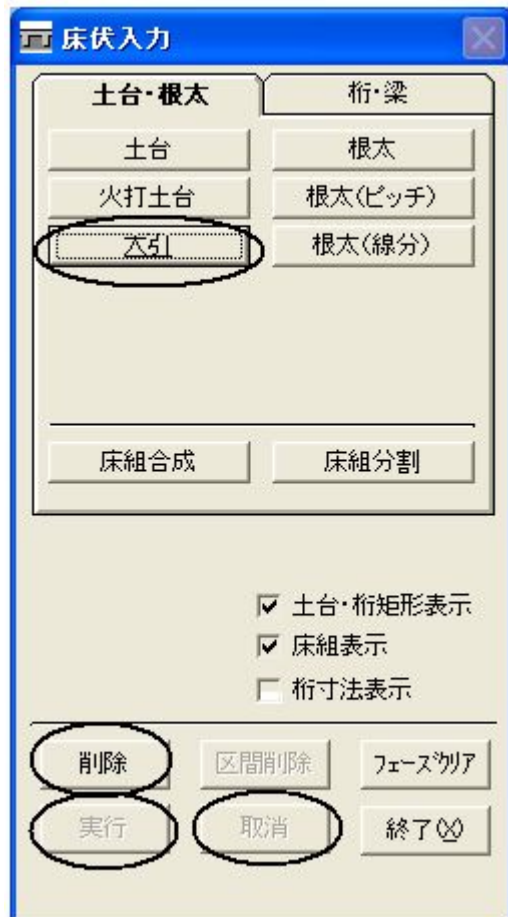 床伏入力
土台・根太 桁・梁
土台 根太
火打土台 根太(ピッチ)
大引 根太(線分)
床組合成 床組分割
土台・桁矩形表示
床組表示
桁寸法表示
削除 区間削除 フェーズクリア
実行 取消 終了(X)